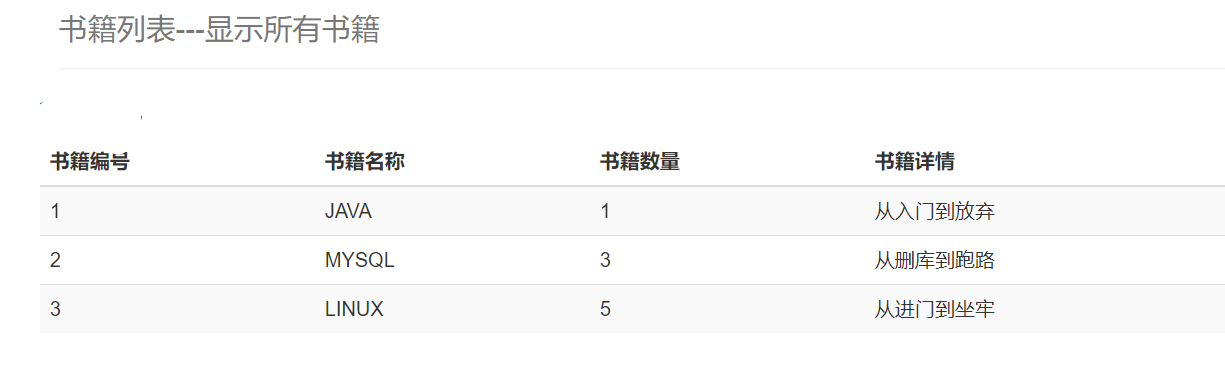 书籍列表---显示所有书籍
书籍编号 书籍名称 书籍数量 书籍详情
1 JAVA 1 从入门到放弃
2 MYSQL 3 从删库到跑路
3 LINUX 5 从进门到坐牢